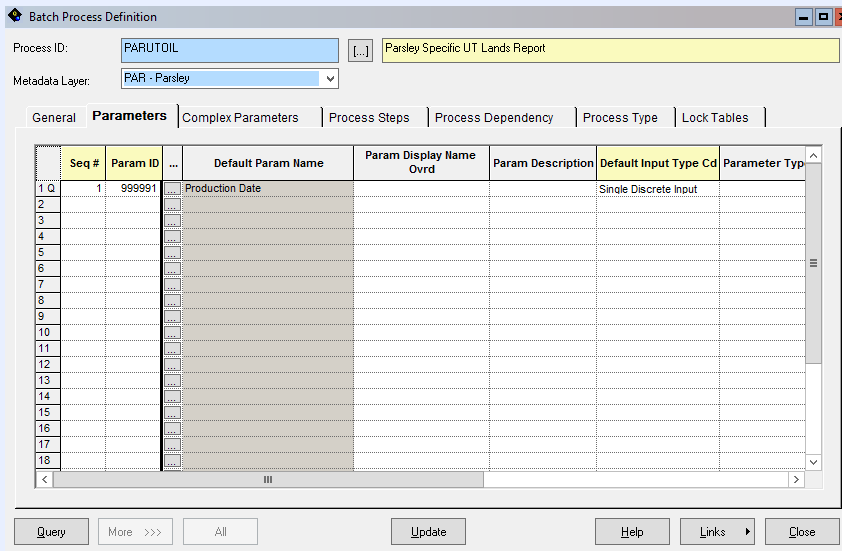 Batch Process Definition
Process ID: PARUTOIL [...] Parsley Specific UT Lands Report
Metadata Layer: PAR - Parsley
General Parameters Complex Parameters Process Steps Process Dependency Process Type Lock Tables
Seq # Param ID ... Default Param Name Param Display Name Ovrd Param Description Default Input Type Cd Parameter Typ
1 Q 1 999991 ... Production Date Single Discrete Input
2 ...
3 ...
4 ...
5 ...
6 ...
7 ...
8 ...
9 ...
10 ...
11 ...
12 ...
13 ...
14 ...
15 ...
16 ...
17 ...
18 ...
Query More >>> All Update Help Links Close